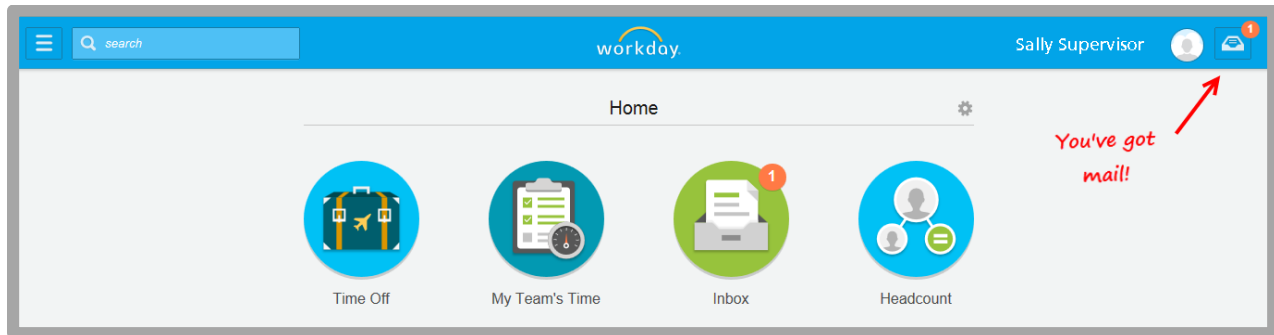 search
workday.
Sally Supervisor
1
Home
You've got
mail!
1
Time Off
My Team's Time
Inbox
Headcount